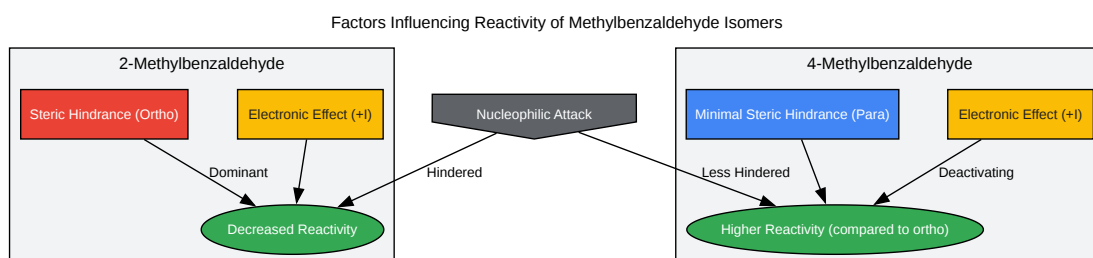 Factors Influencing Reactivity of Methylbenzaldehyde Isomers
2-Methylbenzaldehyde
Steric Hindrance (Ortho)
Electronic Effect (+I)
Dominant
Decreased Reactivity
Nucleophilic Attack
Hindered
Less Hindered
4-Methylbenzaldehyde
Minimal Steric Hindrance (Para)
Electronic Effect (+I)
Deactivating
Higher Reactivity (compared to ortho)